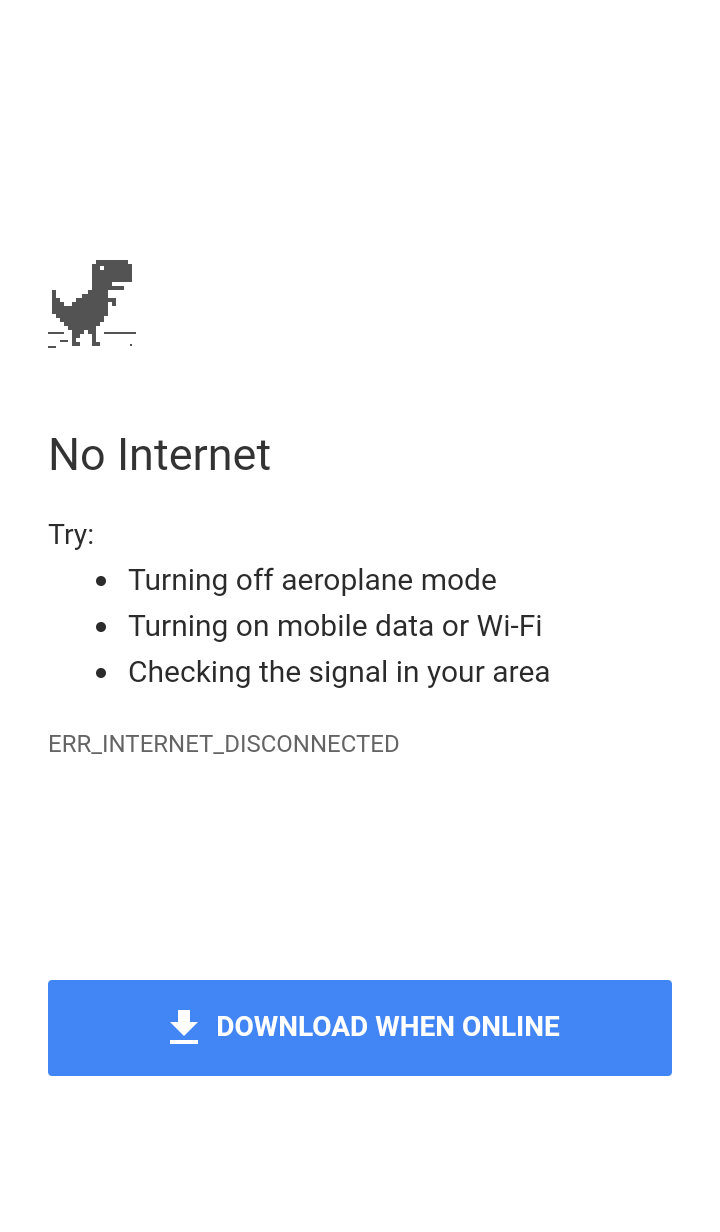 No Internet
Try:
Turning off aeroplane mode
Turning on mobile data or Wi-Fi
Checking the signal in your area
ERR_INTERNET_DISCONNECTED
DOWNLOAD WHEN ONLINE